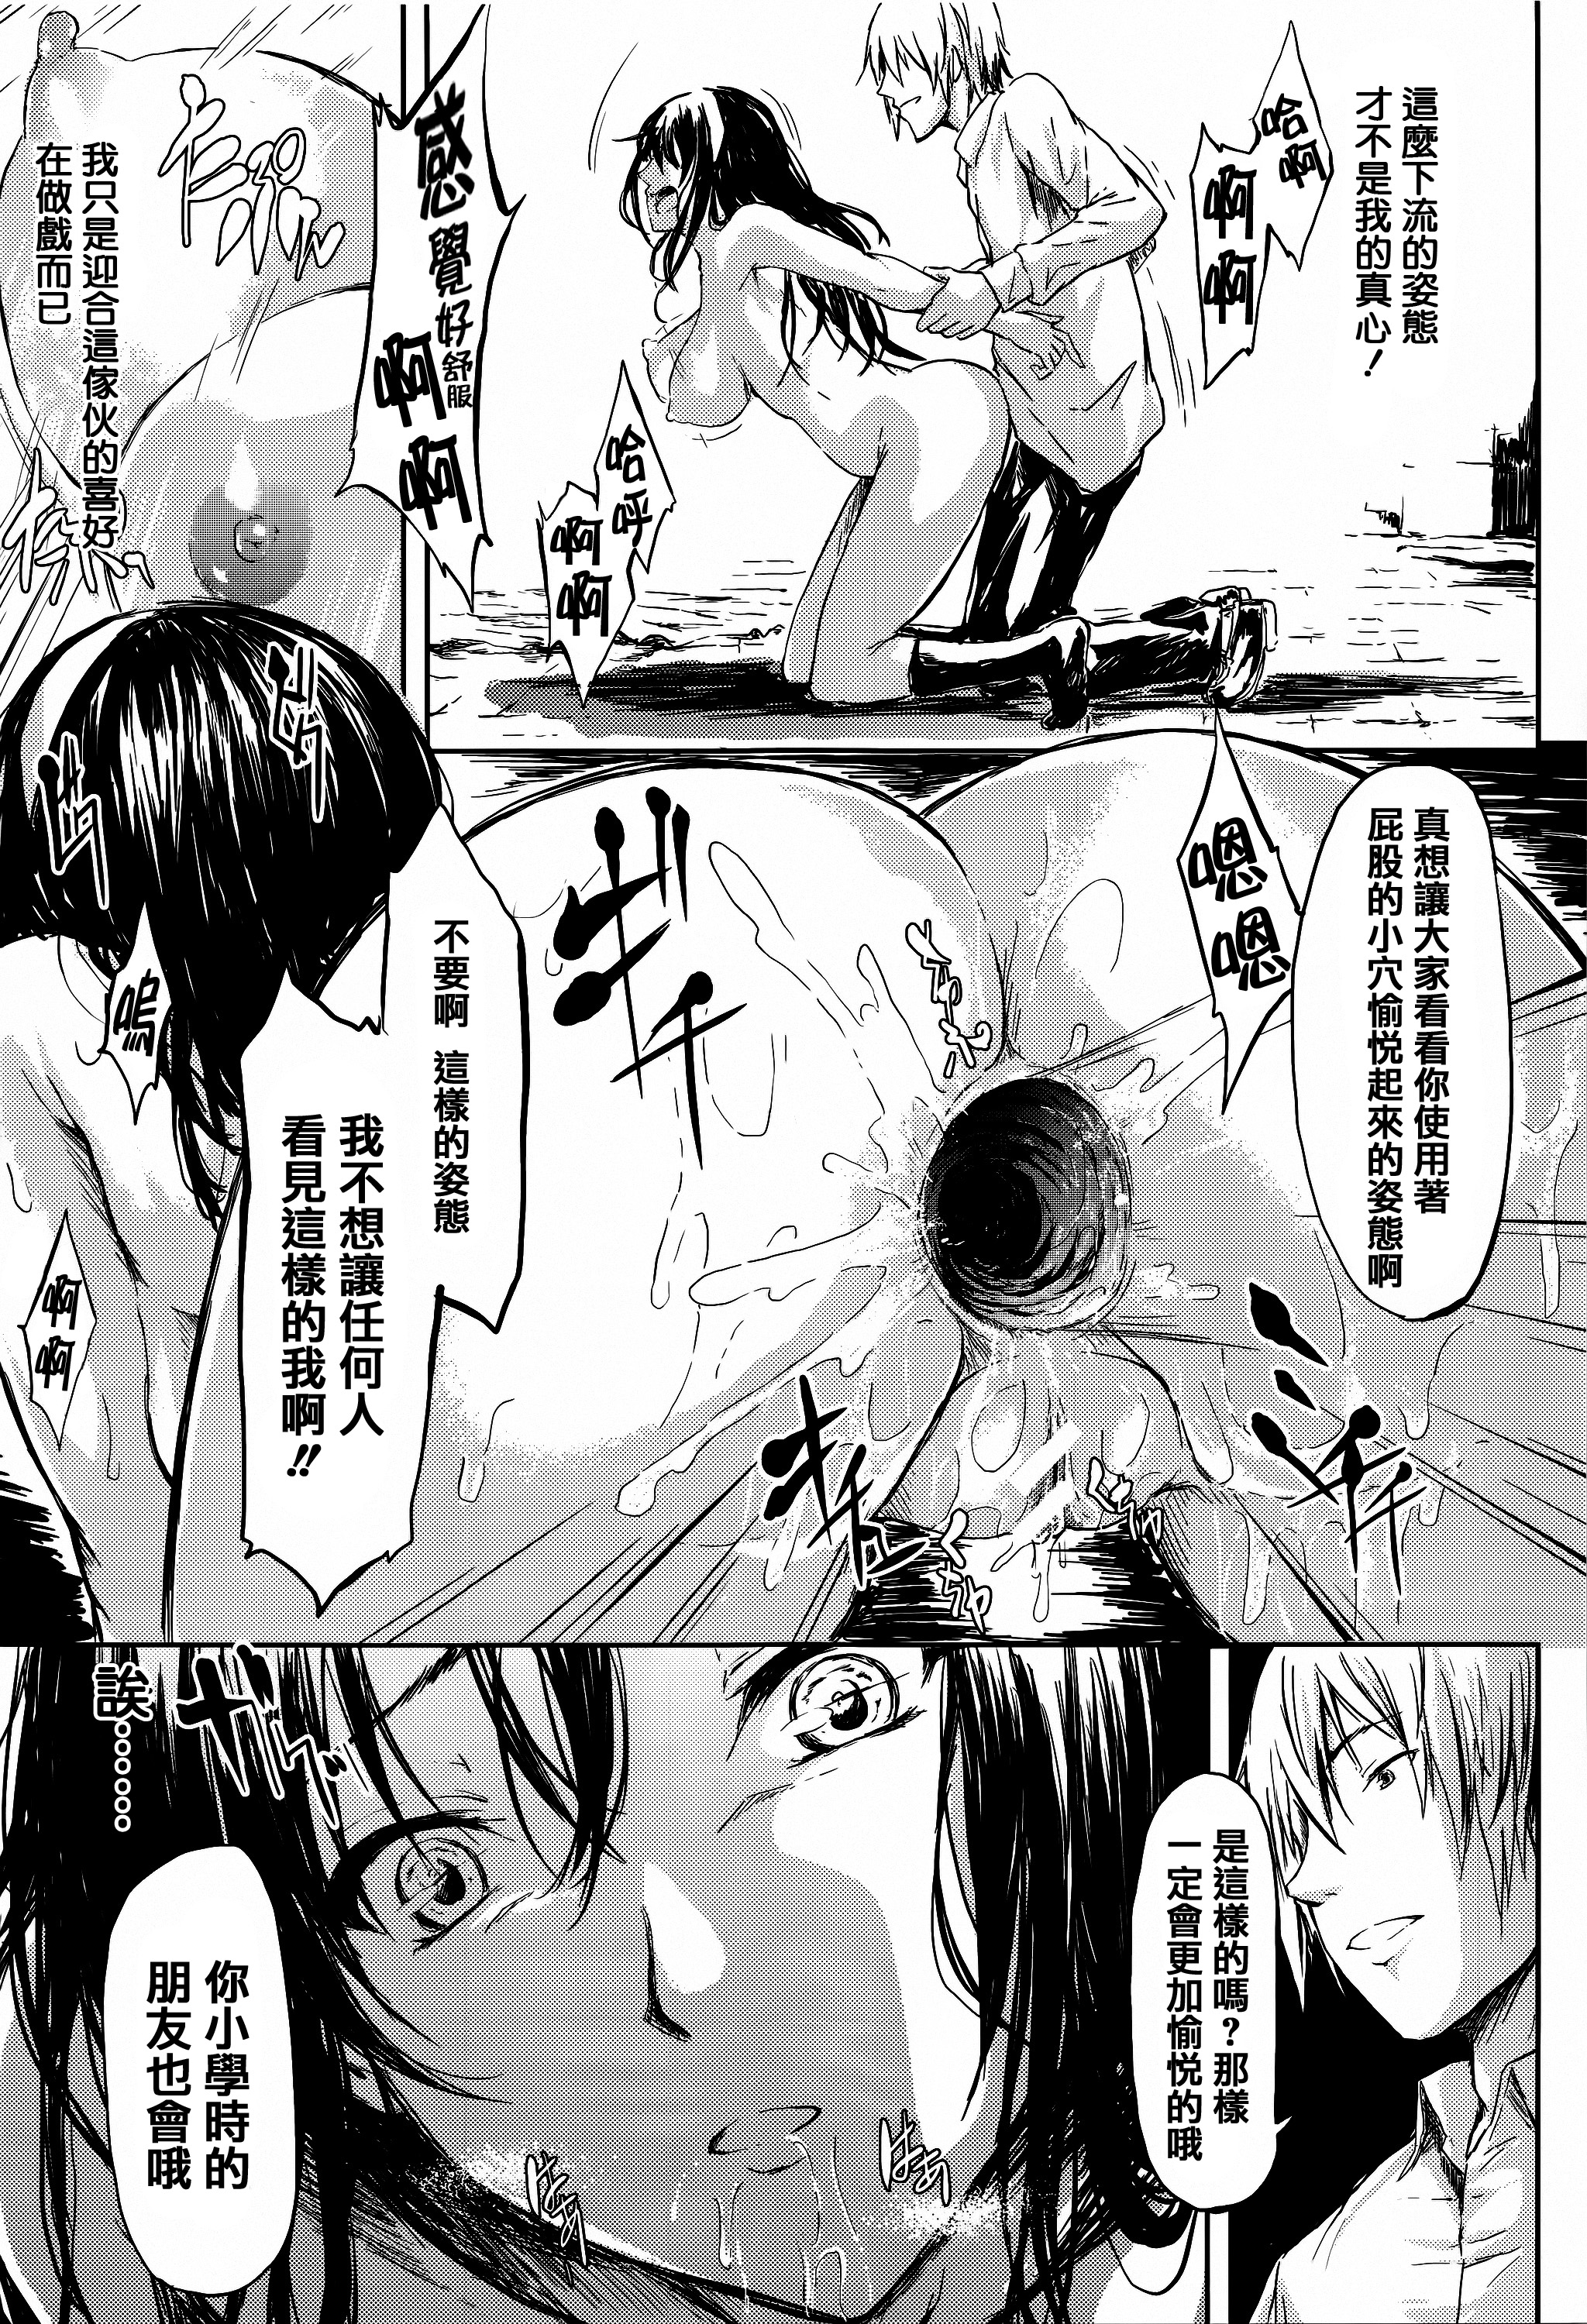 這麼下流的姿態
才不是我的真心！
哈啊
啊啊
哈呼
啊啊
感覺好舒服
啊啊
我只是迎合這傢伙的喜好
在做戲而已
真想讓大家看看你使用著
屁股的小穴愉悅起來的姿態啊
嗯嗯
不要啊 這樣的姿態
我不想讓任何人
看見這樣的我啊!!
嗚
啊啊
啊啊
是這樣的嗎?那樣
一定會更加愉悅的哦
はぁ
はぁ
誒……
你小學時的
朋友也會哦